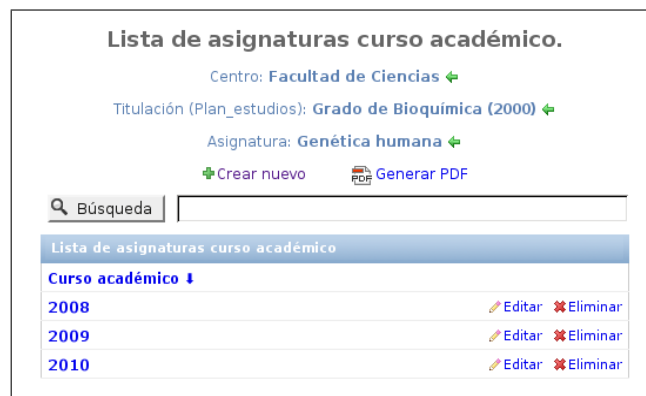 Lista de asignaturas curso académico.
Centro: Facultad de Ciencias
Titulación (Plan_estudios): Grado de Bioquímica (2000)
Asignatura: Genética humana
Crear nuevo PDF Generar PDF
Búsqueda
Lista de asignaturas curso académico
Curso académico
2008 Editar Eliminar
2009 Editar Eliminar
2010 Editar Eliminar